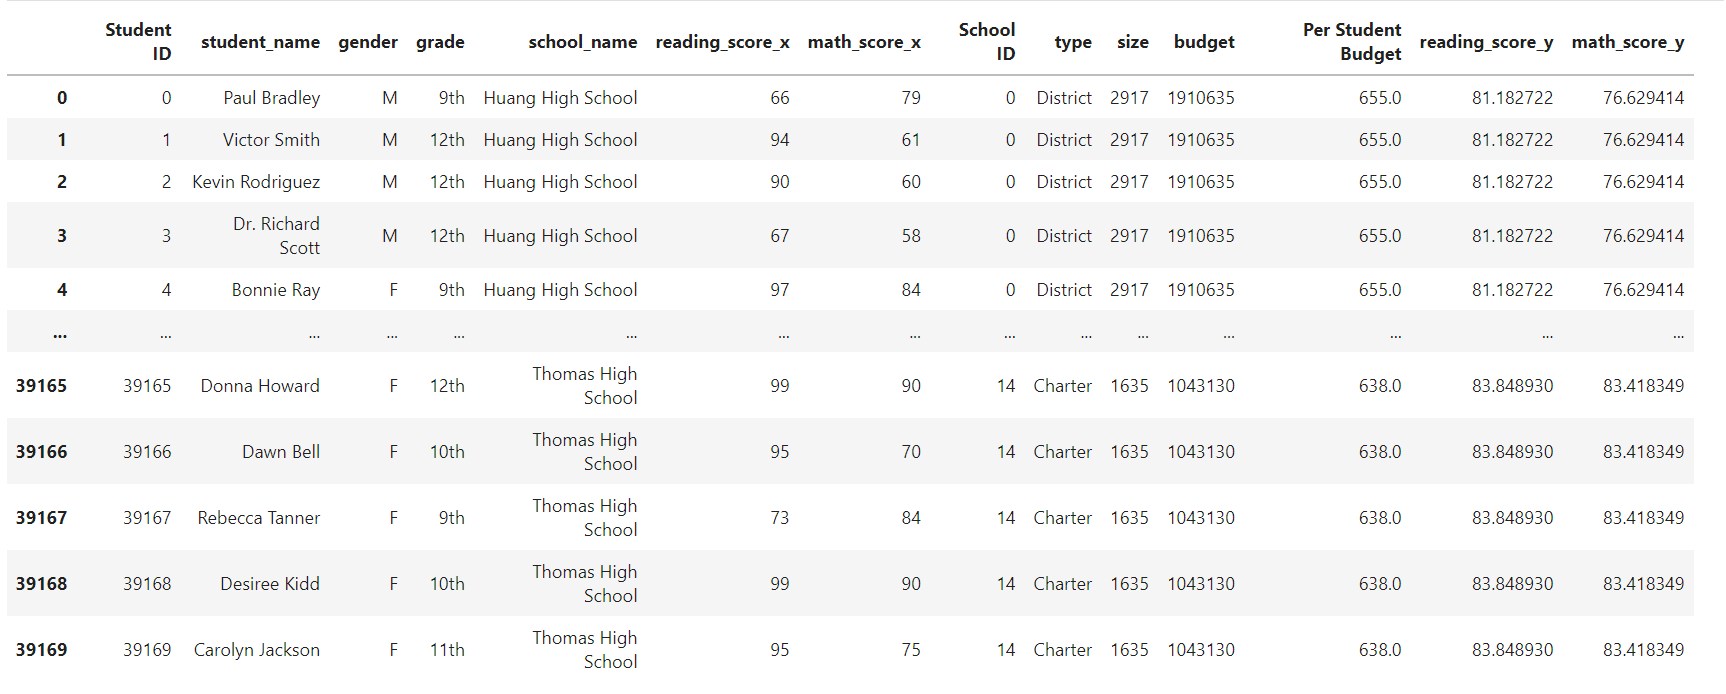 Student ID student_name gender grade school_name reading_score_x math_score_x School ID type size budget Per Student Budget reading_score_y math_score_y
0 0 Paul Bradley M 9th Huang High School 66 79 0 District 2917 1910635 655.0 81.182722 76.629414
1 1 Victor Smith M 12th Huang High School 94 61 0 District 2917 1910635 655.0 81.182722 76.629414
2 2 Kevin Rodriguez M 12th Huang High School 90 60 0 District 2917 1910635 655.0 81.182722 76.629414
3 3 Dr. Richard Scott M 12th Huang High School 67 58 0 District 2917 1910635 655.0 81.182722 76.629414
4 4 Bonnie Ray F 9th Huang High School 97 84 0 District 2917 1910635 655.0 81.182722 76.629414
... ... ... ... ... ... ... ... ... ... ... ... ... ... ...
39165 39165 Donna Howard F 12th Thomas High School 99 90 14 Charter 1635 1043130 638.0 83.848930 83.418349
39166 39166 Dawn Bell F 10th Thomas High School 95 70 14 Charter 1635 1043130 638.0 83.848930 83.418349
39167 39167 Rebecca Tanner F 9th Thomas High School 73 84 14 Charter 1635 1043130 638.0 83.848930 83.418349
39168 39168 Desiree Kidd F 10th Thomas High School 99 90 14 Charter 1635 1043130 638.0 83.848930 83.418349
39169 39169 Carolyn Jackson F 11th Thomas High School 95 75 14 Charter 1635 1043130 638.0 83.848930 83.418349